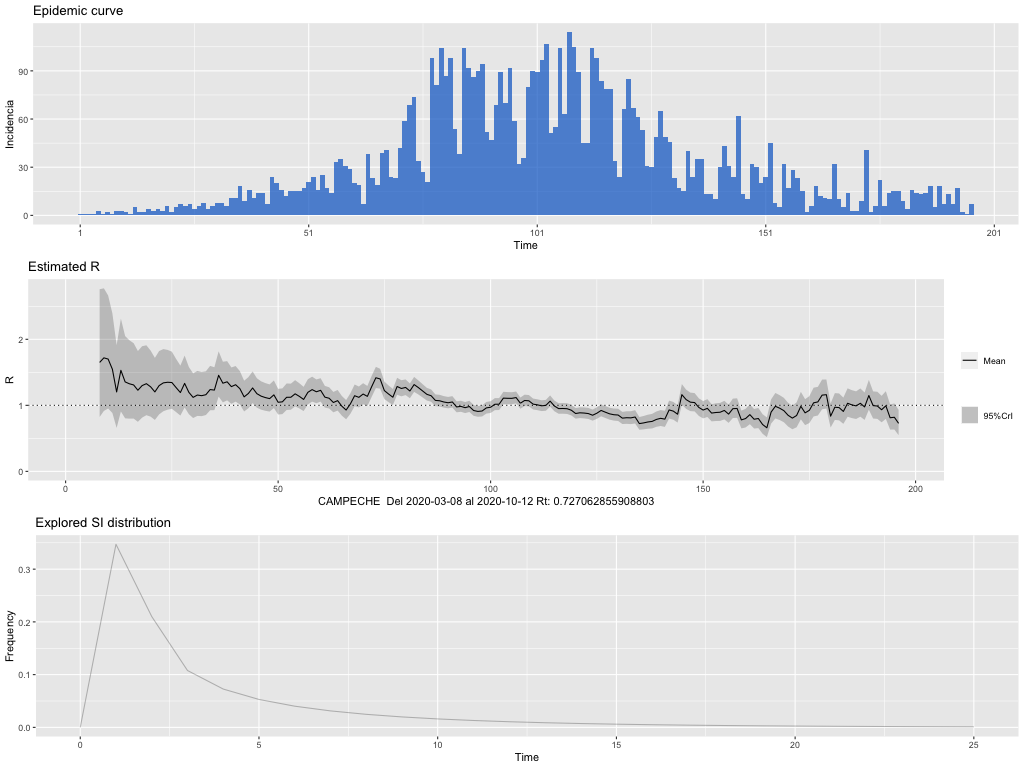 Epidemic curve
Incidencia
90
60
30
0
1 51 101 151 201
Time
Estimated R
R
2
1
0
Mean
95%CrI
0 50 100 150 200
CAMPECHE Del 2020-03-08 al 2020-10-12 Rt: 0.727062855908803
Explored SI distribution
Frequency
0.3
0.2
0.1
0.0
0 5 10 15 20 25
Time